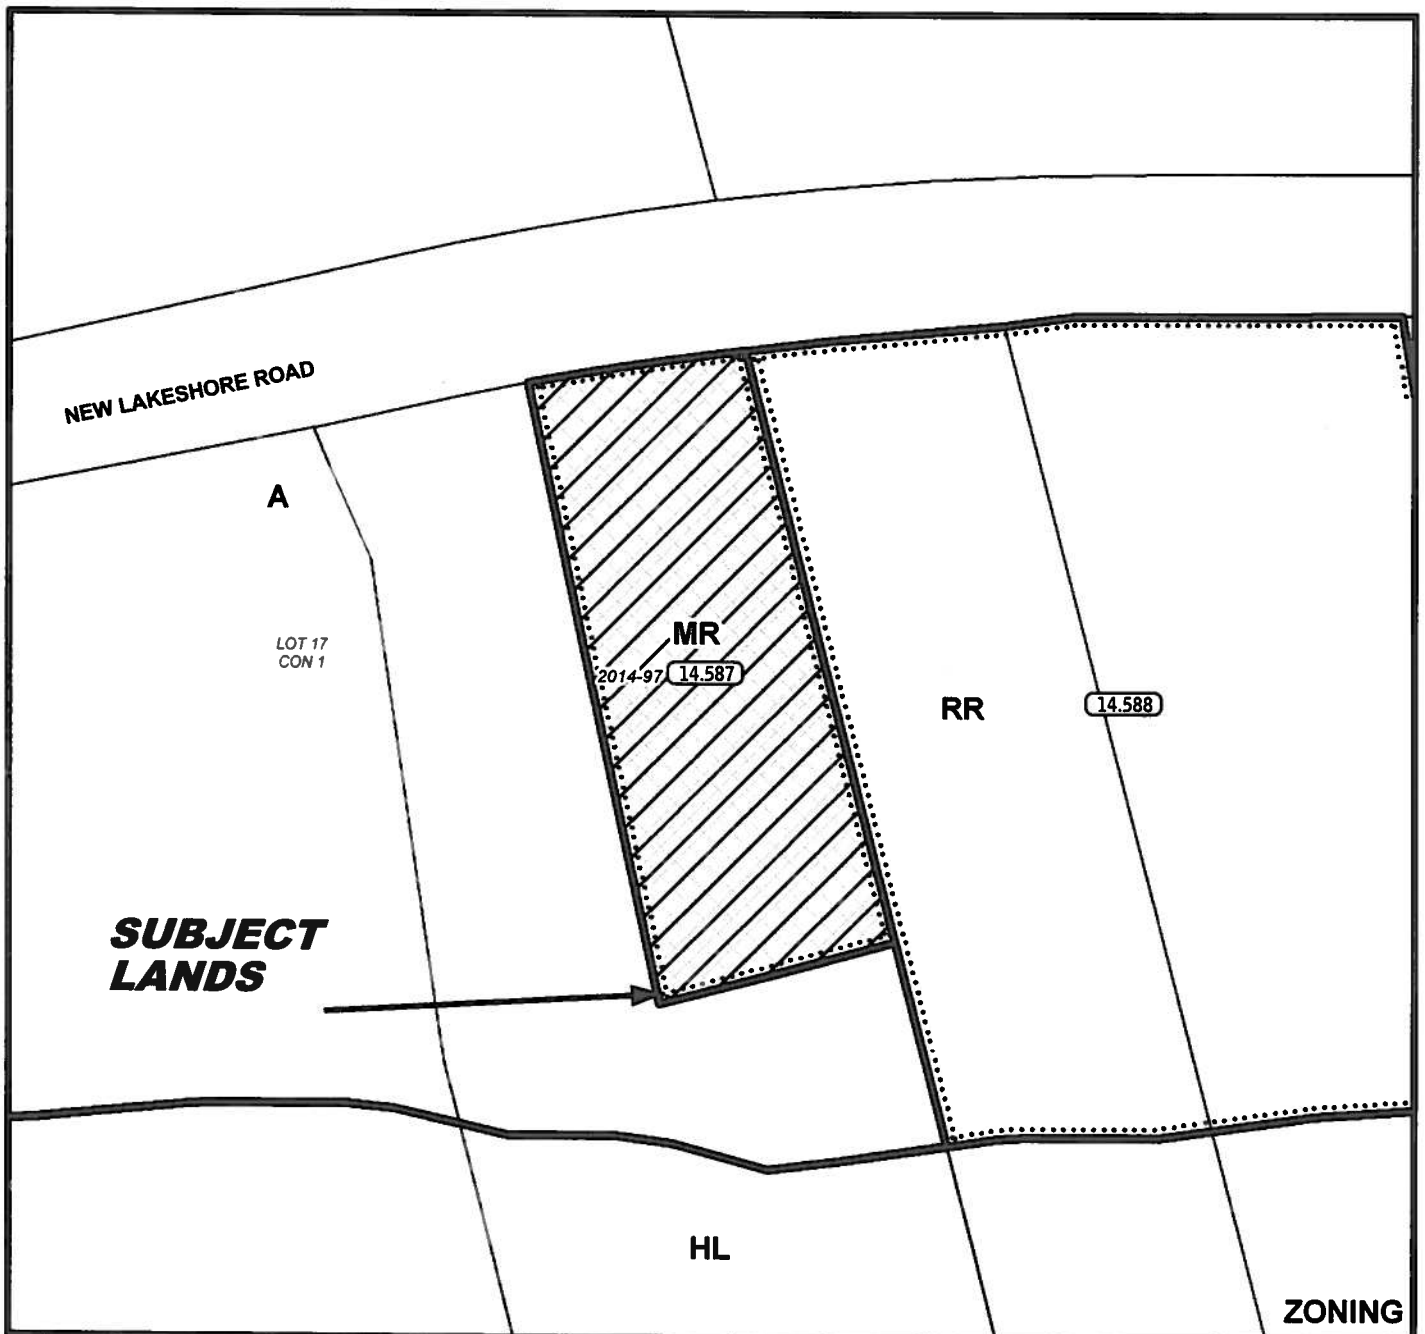 NEW LAKESHORE ROAD
A
LOT 17
CON 1
MR
2014-97 14.587
RR
14.588
SUBJECT
LANDS
HL
ZONING